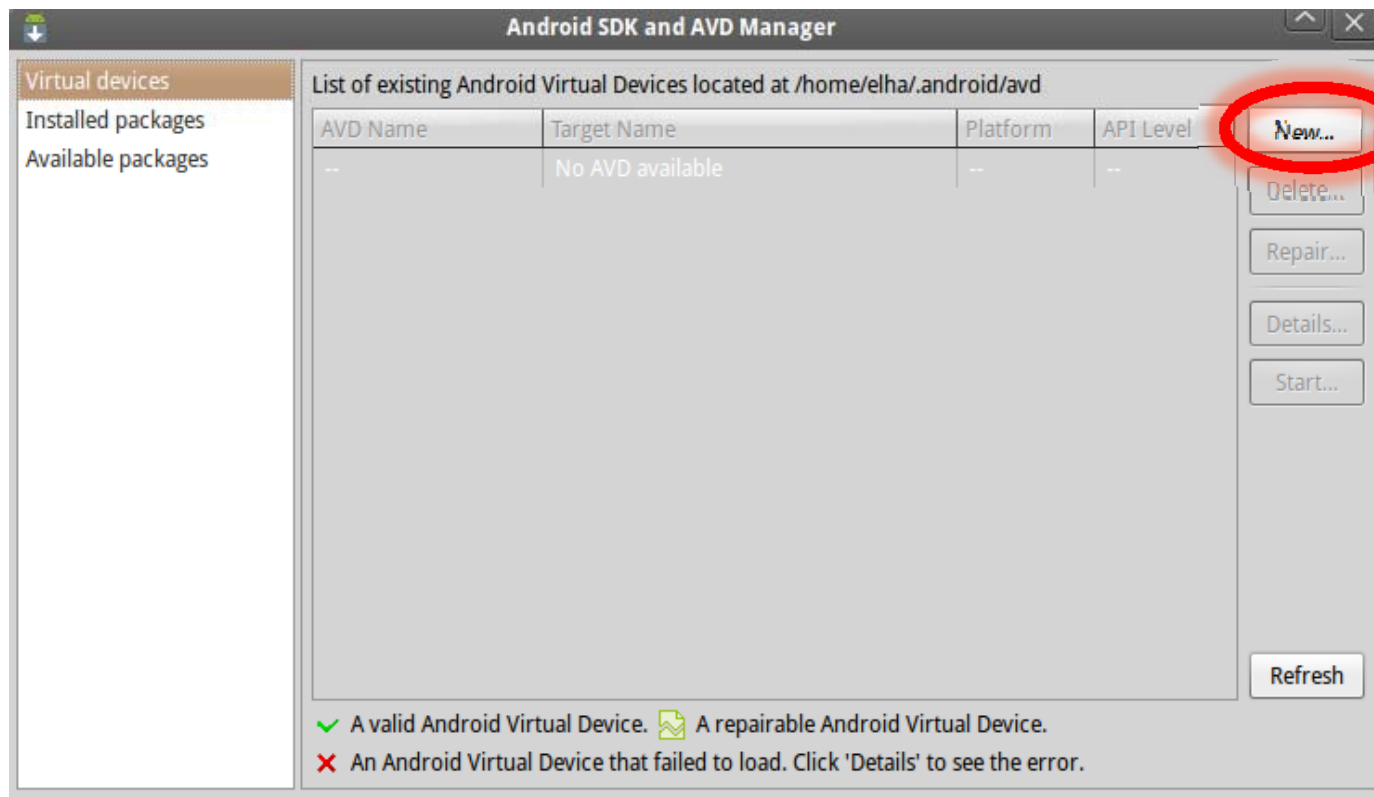 Android SDK and AVD Manager
Virtual devices
Installed packages
Available packages
List of existing Android Virtual Devices located at /home/elha/.android/avd
AVD Name Target Name Platform API Level
-- No AVD available -- --
New...
Delete...
Repair...
Details...
Start...
Refresh
A valid Android Virtual Device. A repairable Android Virtual Device.
An Android Virtual Device that failed to load. Click 'Details' to see the error.